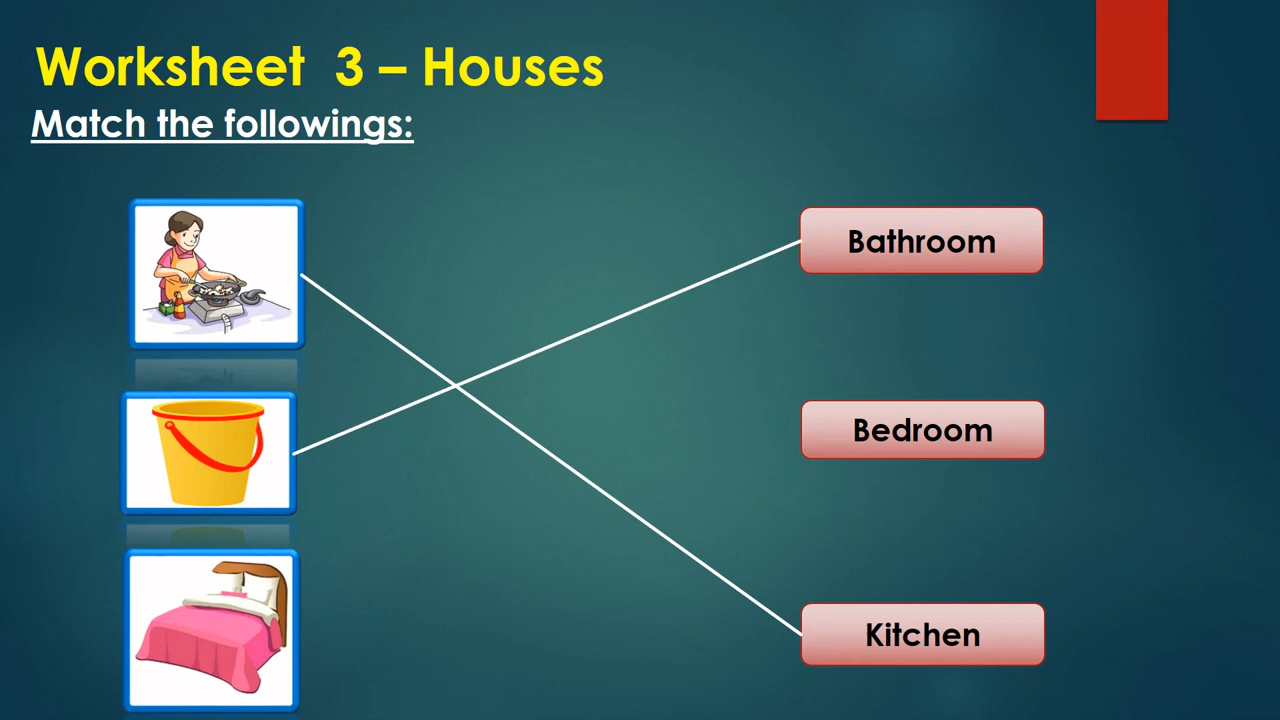 Worksheet 3 – Houses
Match the followings:
Bathroom
Bedroom
Kitchen